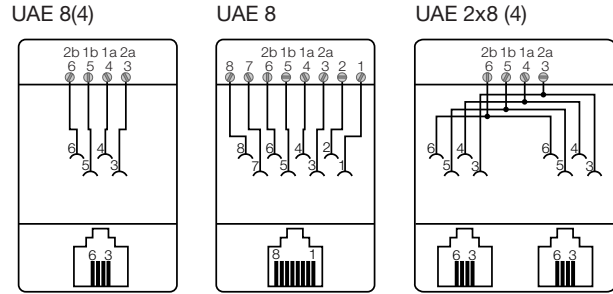 UAE 8(4) UAE 8 UAE 2x8 (4)
2b 1b 1a 2a 2b 1b 1a 2a 2b 1b 1a 2a
6 5 4 3 8 7 6 5 4 3 2 1 6 5 4 3
6 4 8 6 4 2 6 4 6 4
5 3 7 5 3 1 5 3 5 3
6 3 8 1 6 3 6 3